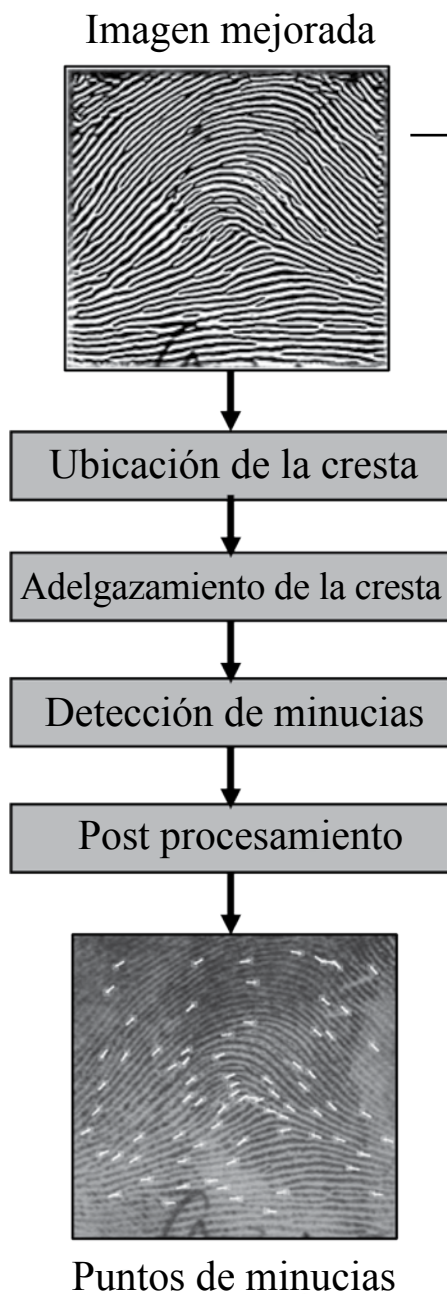 Imagen mejorada
Ubicación de la cresta
Adelgazamiento de la cresta
Detección de minucias
Post procesamiento
Puntos de minucias